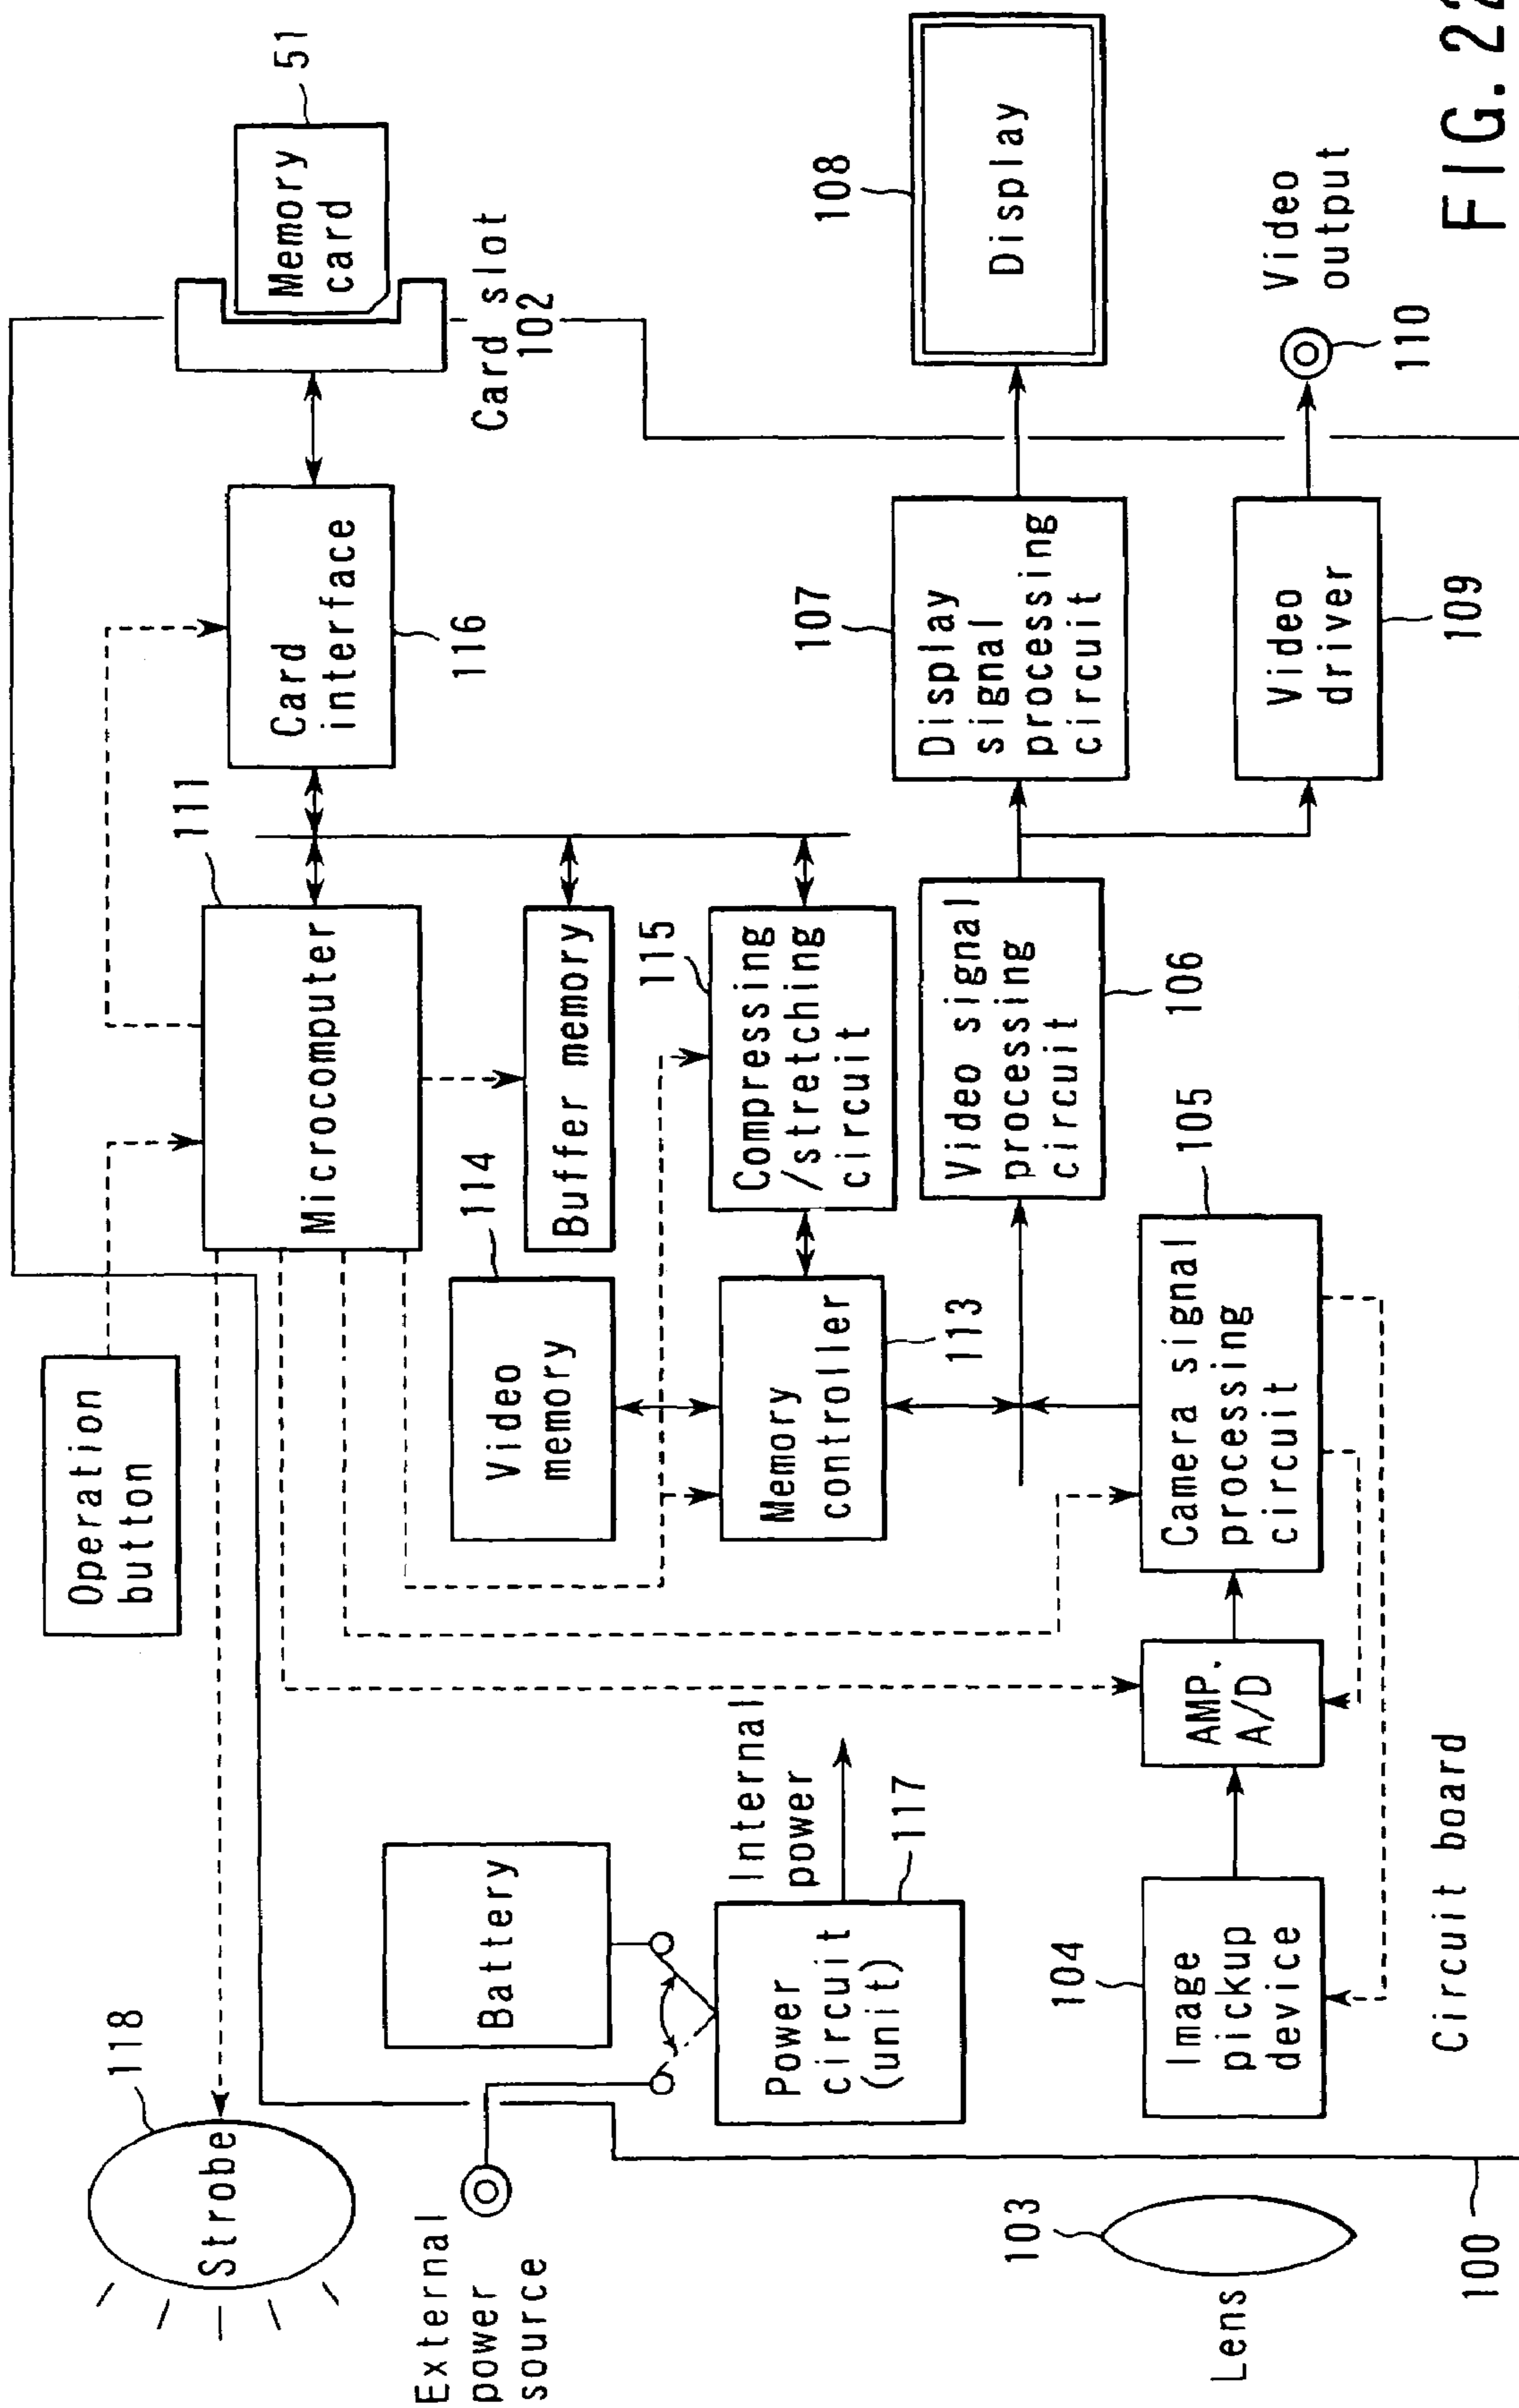 118
Strobe
External
power
source
Battery
Operation
button
Microcomputer
111
Card
interface
116
Memory
card
51
Card slot
102
Video
memory
114
Buffer memory
Memory
controller
113
Compressing
/stretching
circuit
115
Internal
power
Power
circuit
(unit)
117
Video signal
processing
circuit
106
107
Display
signal
processing
circuit
108
Display
Lens
103
104
Image
pickup
device
AMP.
A/D
105
Camera signal
processing
circuit
Video
driver
109
Video
output
110
Circuit board
100
FIG. 22